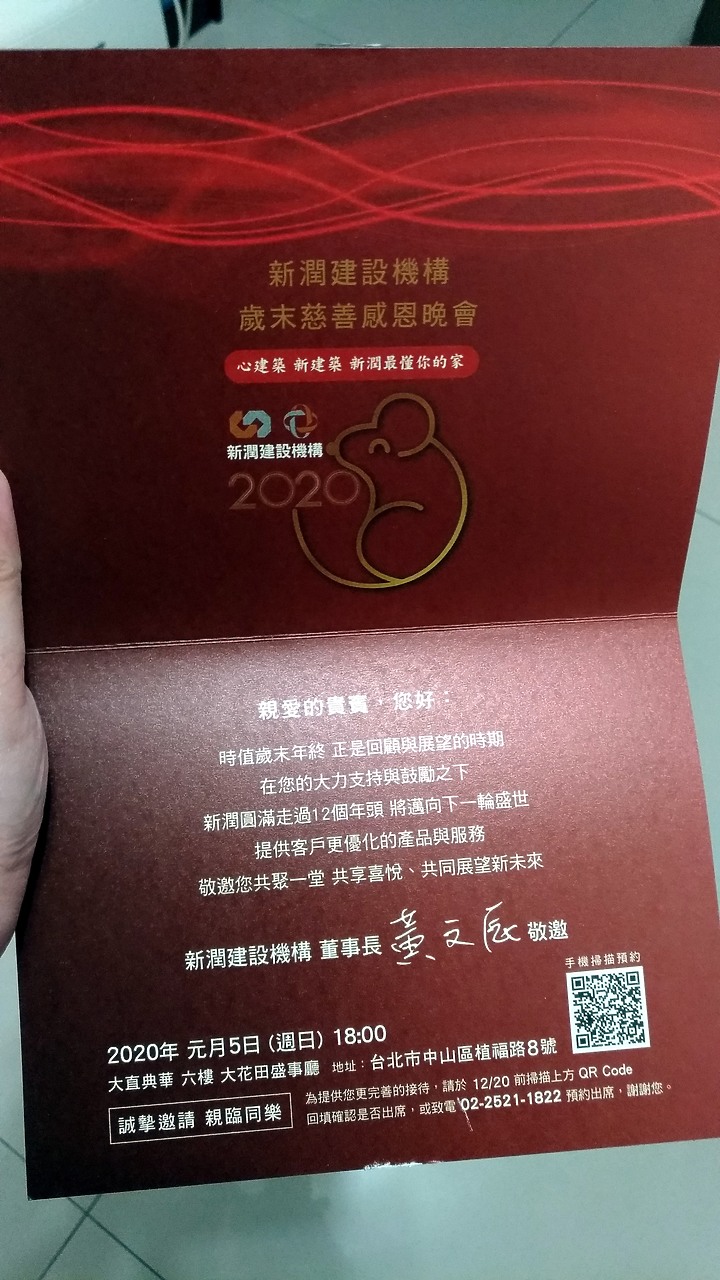 新潤建設機構
歲末慈善感恩晚會
心建築 新建築 新潤最懂你的家
新潤建設機構
2020
親愛的貴賓,您好:
時值歲末年終 正是回顧與展望的時期
在您的大力支持與鼓勵之下
新潤圓滿走過12個年頭 將邁向下一輪盛世
提供客戶更優化的產品與服務
敬邀您共聚一堂 共享喜悅、共同展望新未來
新潤建設機構 董事長 黃文辰 敬邀
手機掃描預約
2020年 元月5日 (週日) 18:00
大直典華 六樓 大花田盛事廳 地址:台北市中山區植福路8號
誠摯邀請 親臨同樂
為提供您更完善的接待,請於 12/20 前掃描上方 QR Code
回填確認是否出席,或致電 02-2521-1822 預約出席,謝謝您。